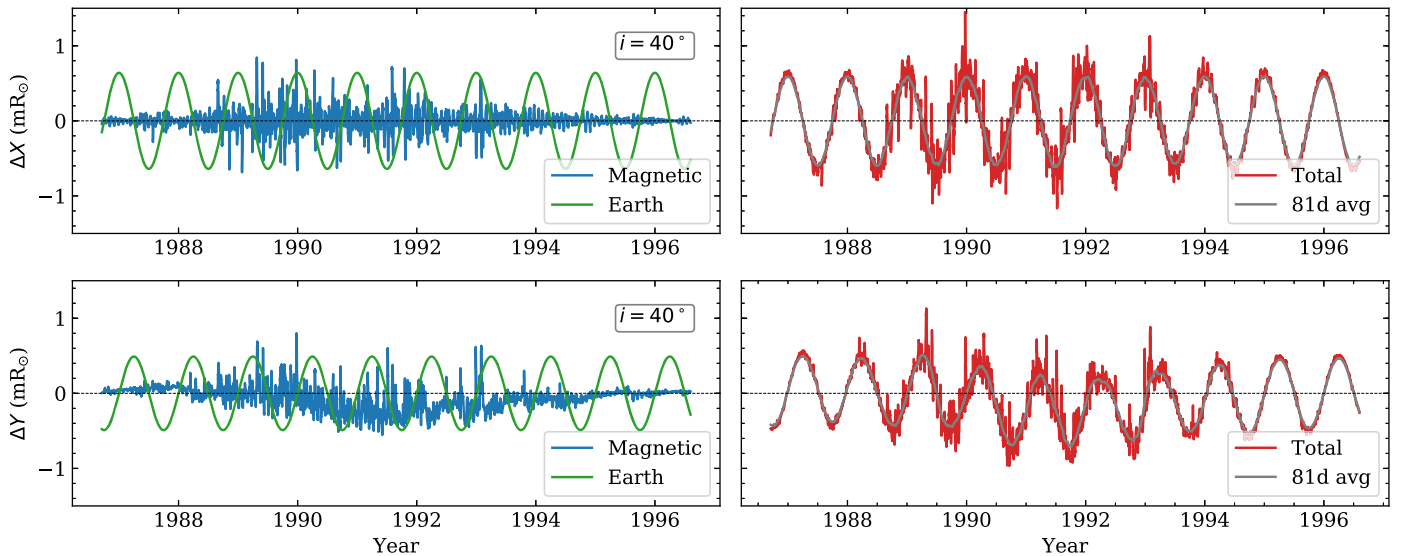 ΔX (mR⊙)
1
0
−1
i = 40°
Magnetic
Earth
1988 1990 1992 1994 1996
Total
81d avg
1988 1990 1992 1994 1996
ΔY (mR⊙)
1
0
−1
i = 40°
Magnetic
Earth
1988 1990 1992 1994 1996
Year
Total
81d avg
1988 1990 1992 1994 1996
Year